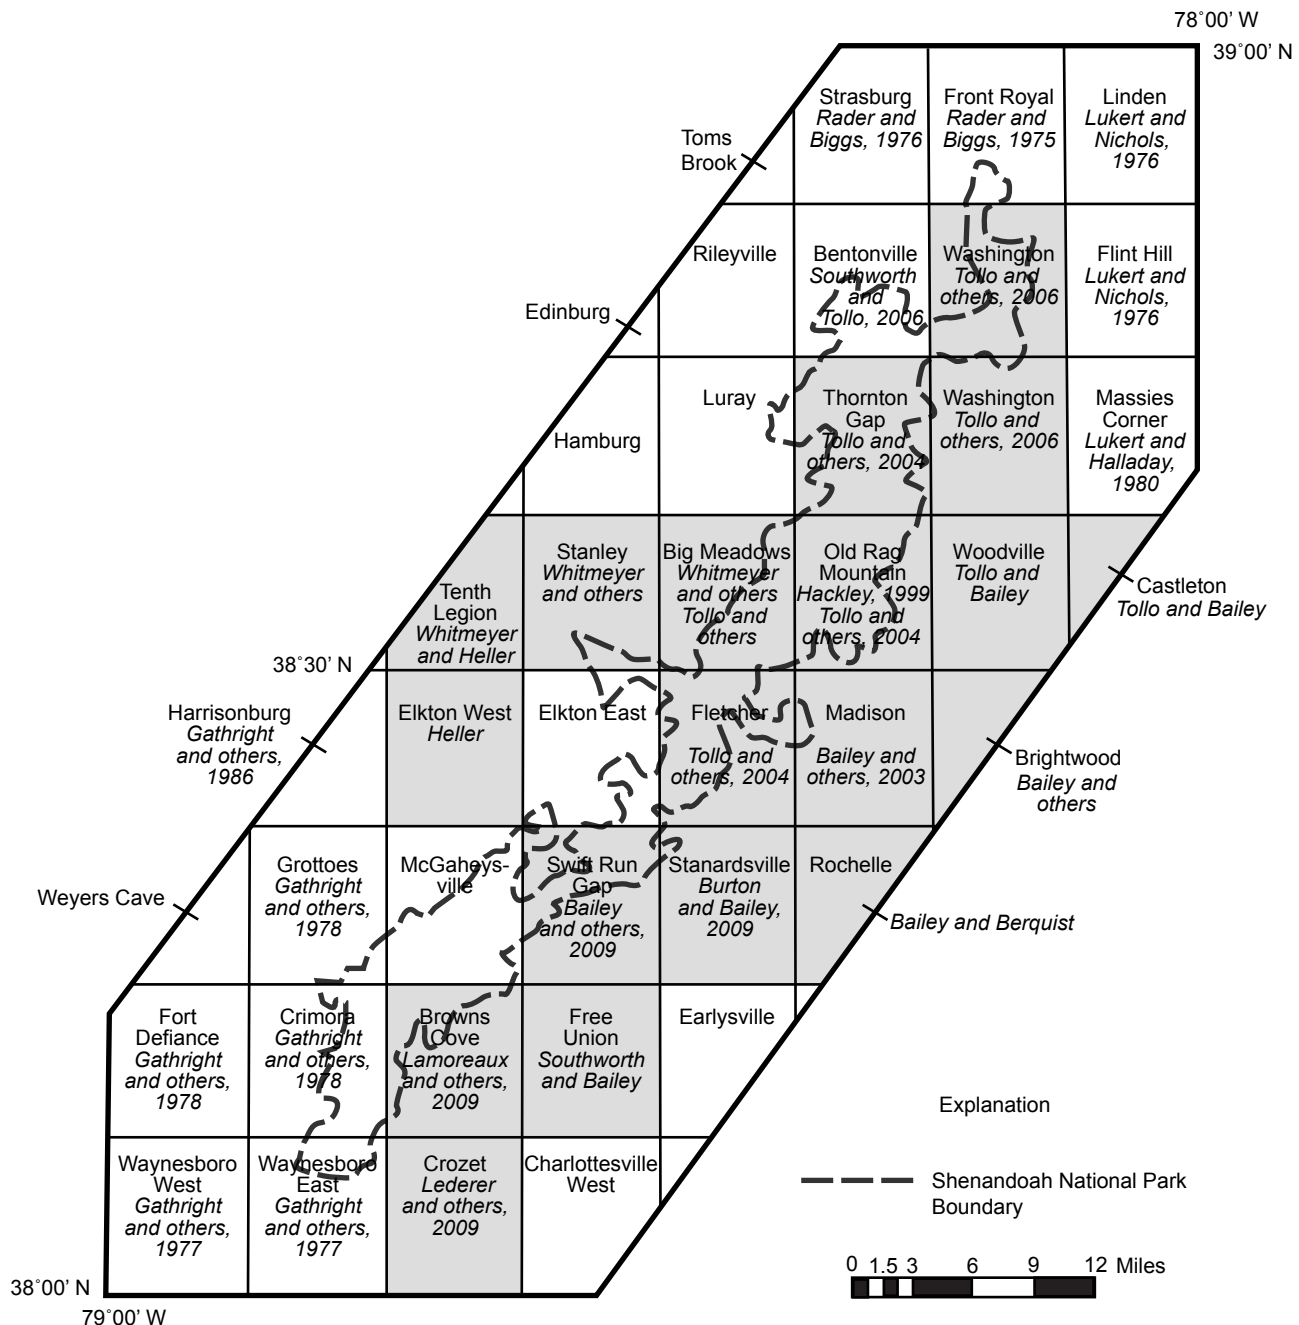 78°00’ W
39°00’ N
Strasburg
Rader and
Biggs, 1976
Front Royal
Rader and
Biggs, 1975
Linden
Lukert and
Nichols,
1976
Toms
Brook
Rileyville
Bentonville
Southworth
and
Tollo, 2006
Washington
Tollo and
others, 2006
Flint Hill
Lukert and
Nichols,
1976
Edinburg
Hamburg
Luray
Thornton
Gap
Tollo and
others, 2004
Washington
Tollo and
others, 2006
Massies
Corner
Lukert and
Halladay,
1980
Tenth
Legion
Whitmeyer
and Heller
Stanley
Whitmeyer
and others
Big Meadows
Whitmeyer
and others
Tollo and
others
Old Rag
Mountain
Hackley, 1999
Tollo and
others, 2004
Woodville
Tollo and
Bailey
Castleton
Tollo and Bailey
38°30’ N
Harrisonburg
Gathright
and others,
1986
Elkton West
Heller
Elkton East
Fletcher
Tollo and
others, 2004
Madison
Bailey and
others, 2003
Brightwood
Bailey and
others
Weyers Cave
Grottoes
Gathright
and others,
1978
McGaheys-
ville
Swift Run
Gap
Bailey
and others,
2009
Stanardsville
Burton
and Bailey,
2009
Rochelle
Bailey and Berquist
Fort
Defiance
Gathright
and others,
1978
Crimora
Gathright
and others,
1978
Browns
Cove
Lamoreaux
and others,
2009
Free
Union
Southworth
and Bailey
Earlysville
Waynesboro
West
Gathright
and others,
1977
Waynesboro
East
Gathright
and others,
1977
Crozet
Lederer
and others,
2009
Charlottesville
West
Explanation
Shenandoah National Park
Boundary
0 1.5 3 6 9 12 Miles
38°00’ N
79°00’ W